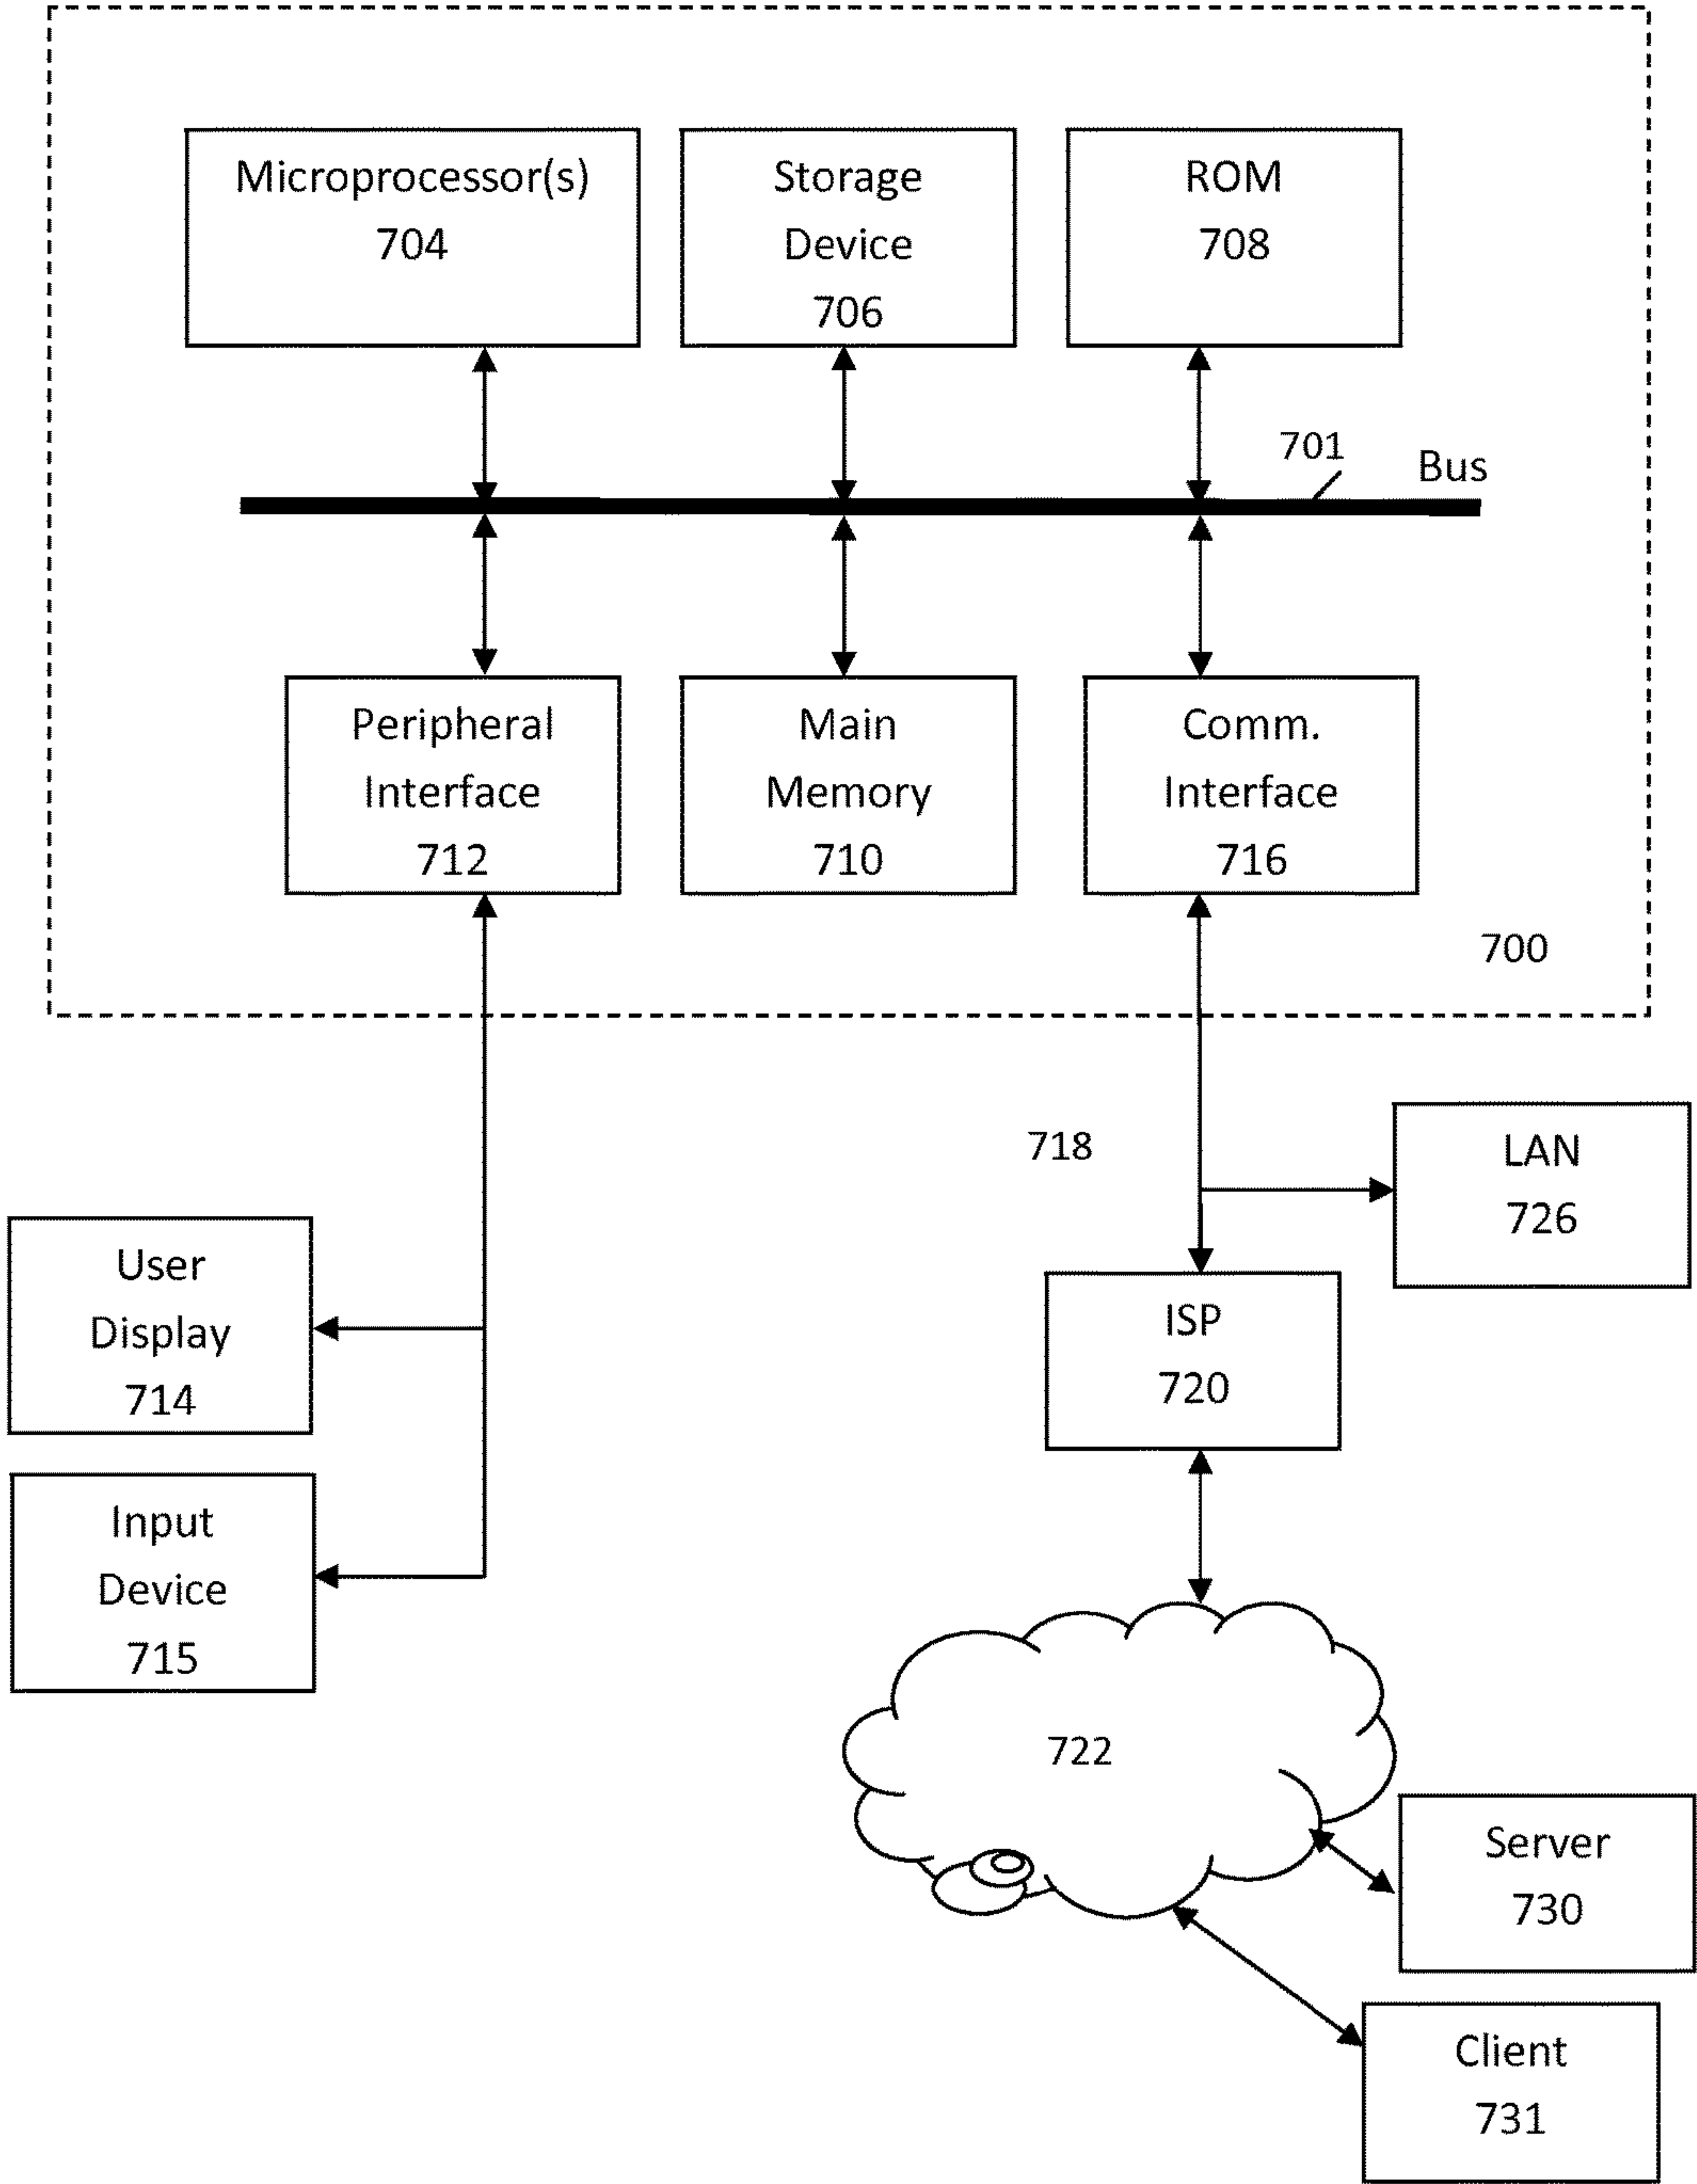 Microprocessor(s)
704
Storage
Device
706
ROM
708
701
Bus
Peripheral
Interface
712
Main
Memory
710
Comm.
Interface
716
700
718
LAN
726
User
Display
714
ISP
720
Input
Device
715
722
Server
730
Client
731